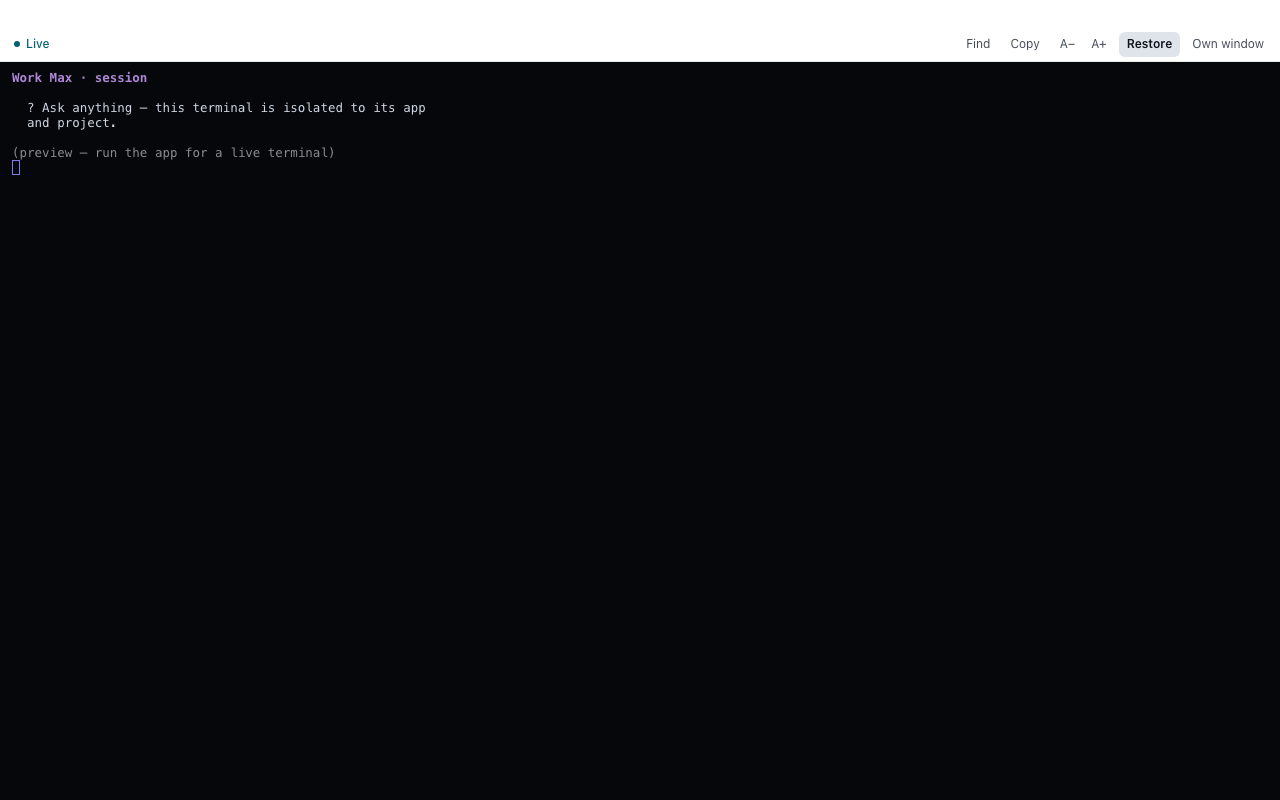 Live
Find Copy A− A+ Restore Own window
Work Max · session
? Ask anything — this terminal is isolated to its app
and project.
(preview — run the app for a live terminal)